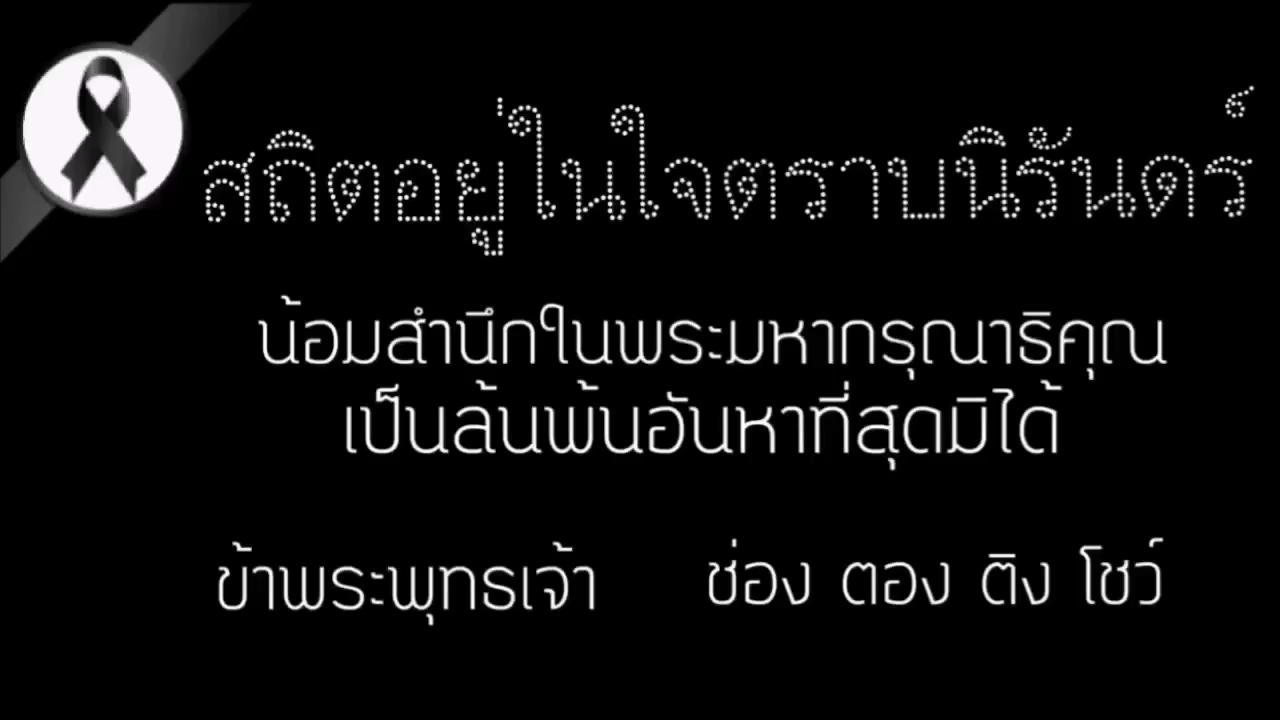 สถิตอยู่ในใจตราบนิรันดร์
น้อมสำนึกในพระมหากรุณาธิคุณ
เป็นล้นพ้นอันหาที่สุดมิได้
ข้าพระพุทธเจ้า ช่อง ตอง ติง โชว์